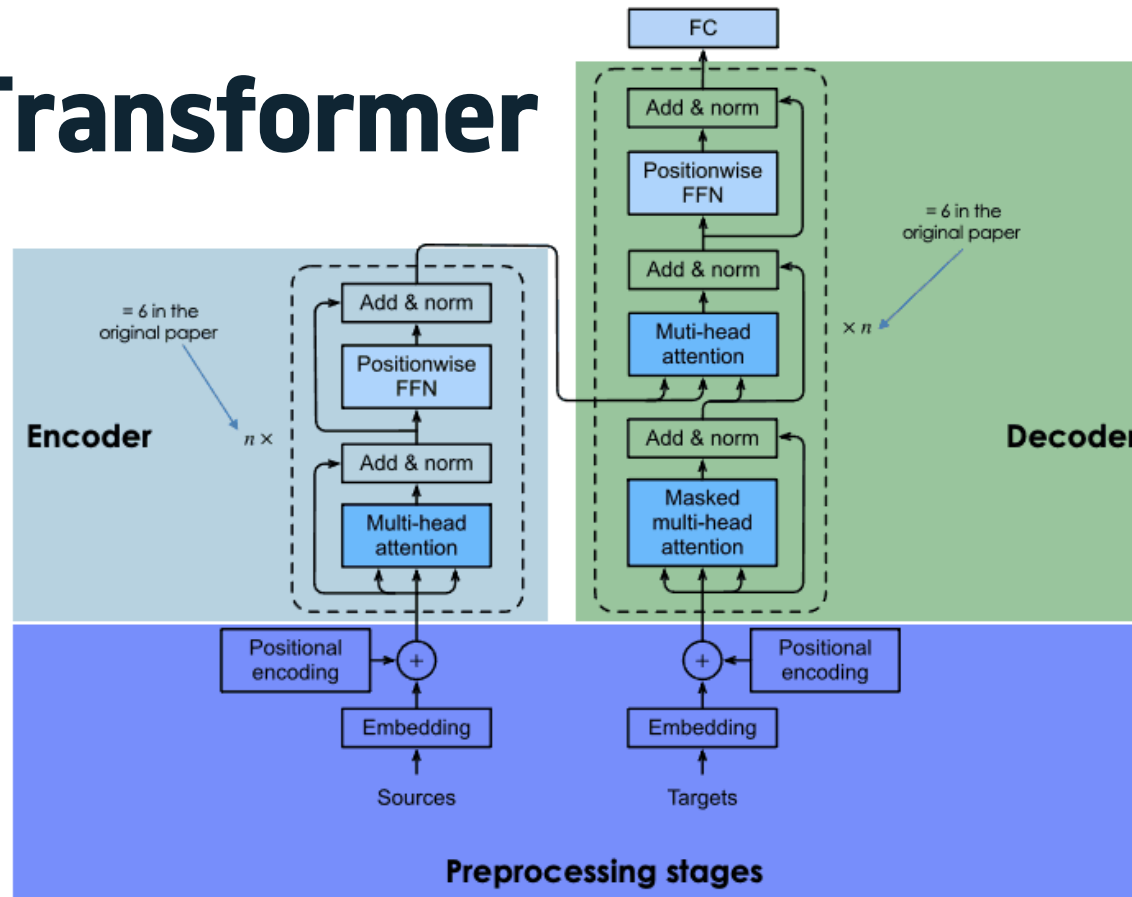 Transformer
FC
Add & norm
Positionwise
FFN
Add & norm
Muti-head
attention
Add & norm
Masked
multi-head
attention
= 6 in the
original paper
× n
Decoder
Add & norm
Positionwise
FFN
Add & norm
Multi-head
attention
= 6 in the
original paper
n ×
Encoder
Positional
encoding
+
Embedding
Sources
+
Positional
encoding
Embedding
Targets
Preprocessing stages